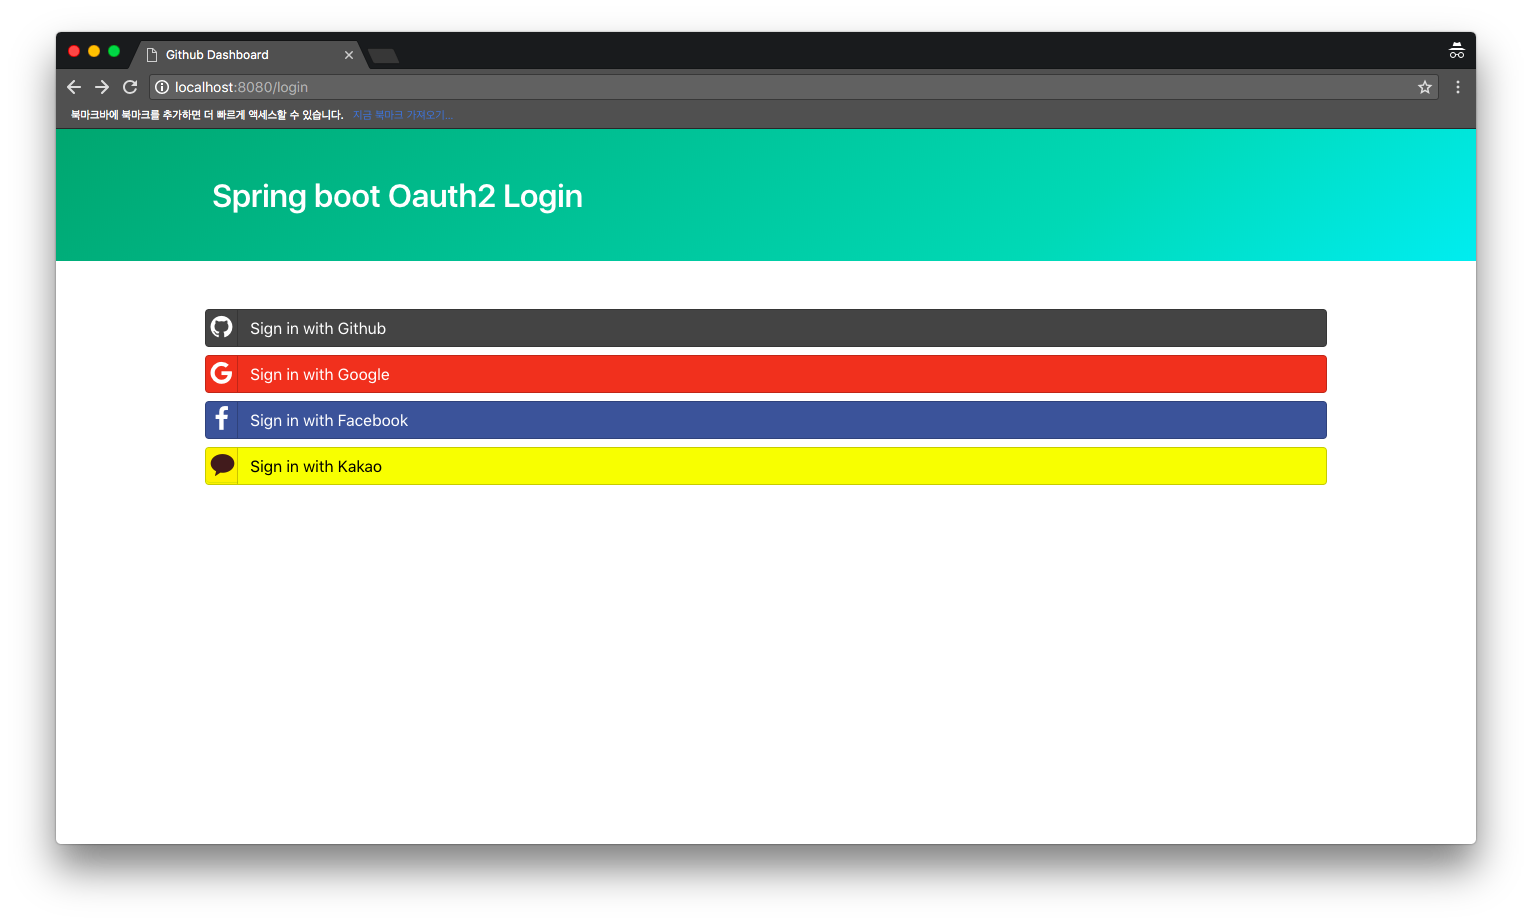 Github Dashboard
localhost:8080/login
북마크바에 북마크를 추가하면 더 빠르게 액세스할 수 있습니다. 지금 북마크 가져오기...
Spring boot Oauth2 Login
Sign in with Github
Sign in with Google
Sign in with Facebook
Sign in with Kakao